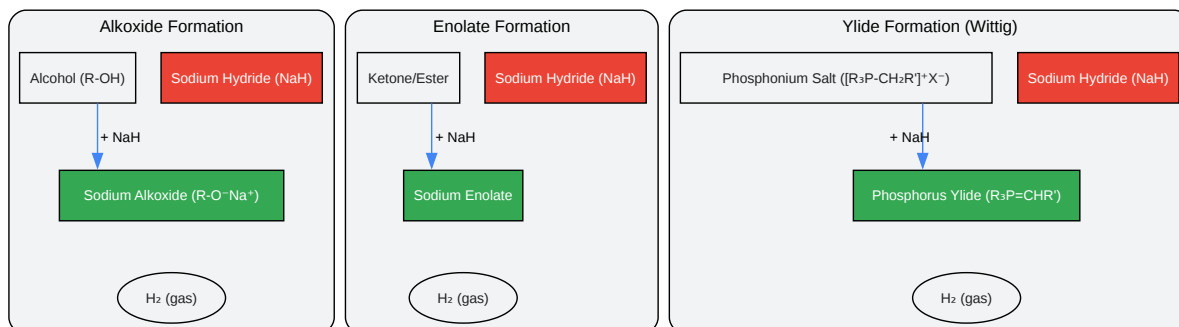 Alkoxide Formation
Alcohol (R-OH)
Sodium Hydride (NaH)
+ NaH
Sodium Alkoxide (R-O⁻Na⁺)
H₂ (gas)
Enolate Formation
Ketone/Ester
Sodium Hydride (NaH)
+ NaH
Sodium Enolate
H₂ (gas)
Ylide Formation (Wittig)
Phosphonium Salt ([R₃P-CH₂R']⁺X⁻)
Sodium Hydride (NaH)
+ NaH
Phosphorus Ylide (R₃P=CHR')
H₂ (gas)